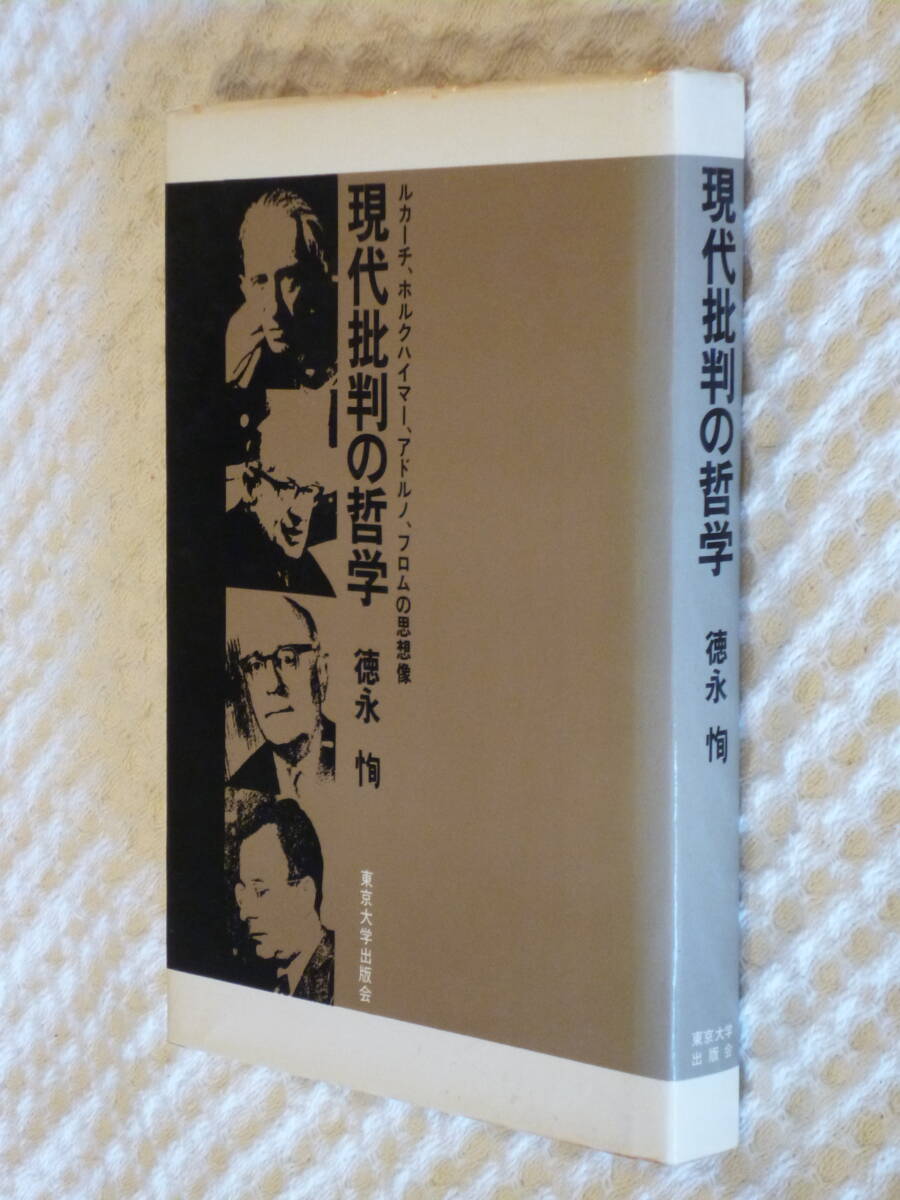 ルカーチ、ホルクハイマー、アドルノ、フロムの思想像
現代批判の哲学
徳永 恂
東京大学出版会
現代批判の哲学
徳永 恂
東京大学
出版会